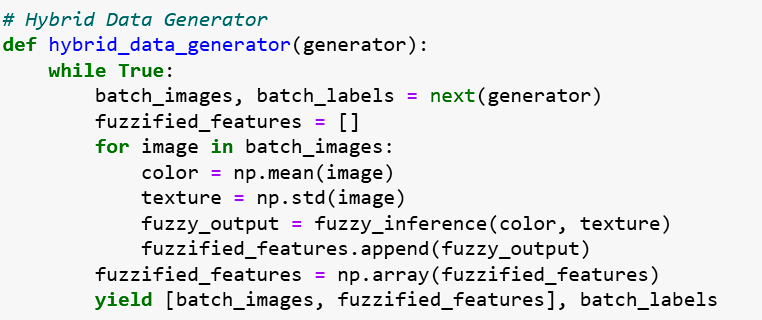 # Hybrid Data Generator
def hybrid_data_generator(generator):
    while True:
        batch_images, batch_labels = next(generator)
        fuzzified_features = []
        for image in batch_images:
            color = np.mean(image)
            texture = np.std(image)
            fuzzy_output = fuzzy_inference(color, texture)
            fuzzified_features.append(fuzzy_output)
        fuzzified_features = np.array(fuzzified_features)
        yield [batch_images, fuzzified_features], batch_labels